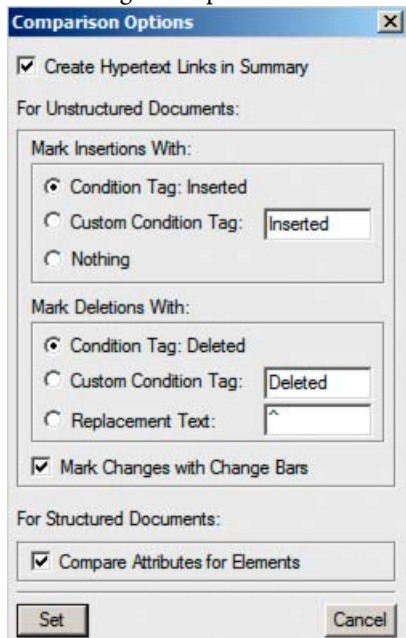 Comparison Options
Create Hypertext Links in Summary
For Unstructured Documents:
Mark Insertions With:
Condition Tag: Inserted
Custom Condition Tag: Inserted
Nothing
Mark Deletions With:
Condition Tag: Deleted
Custom Condition Tag: Deleted
Replacement Text: ^
Mark Changes with Change Bars
For Structured Documents:
Compare Attributes for Elements
Set Cancel